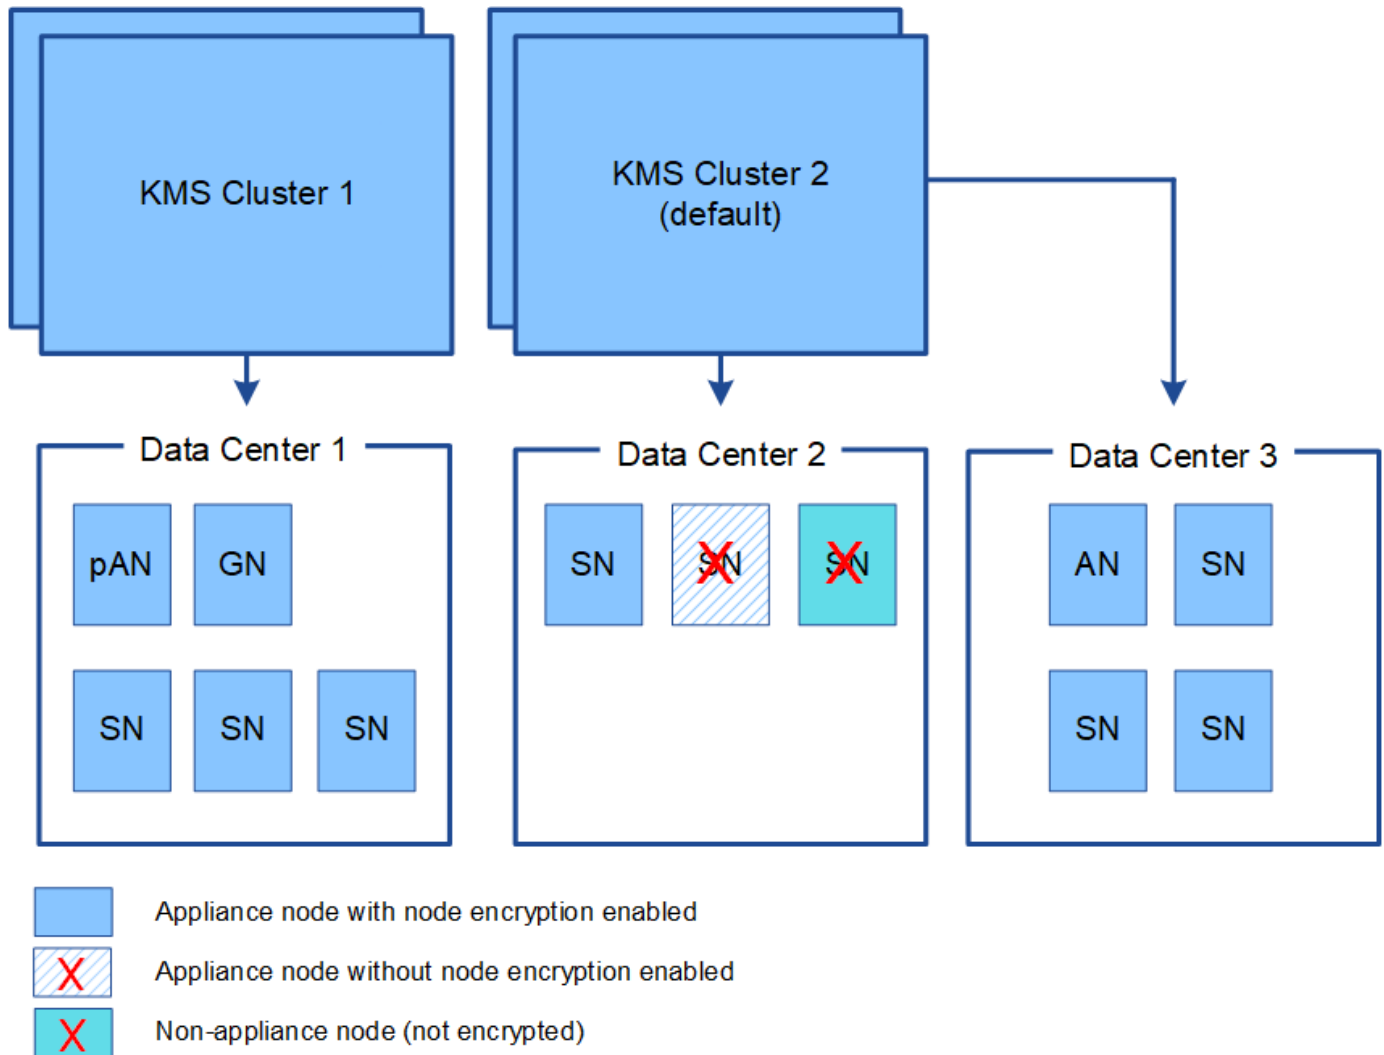 KMS Cluster 1
KMS Cluster 2
(default)
Data Center 1
Data Center 2
Data Center 3
pAN GN
SN SN SN
SN SN SN
AN SN
SN SN
Appliance node with node encryption enabled
X Appliance node without node encryption enabled
X Non-appliance node (not encrypted)